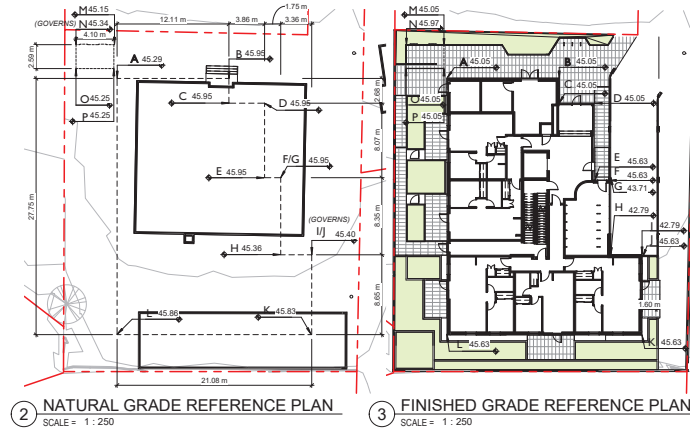 M 45.15
N 45.34
(GOVERNS)
4.10 m
12.11 m
3.86 m
1.75 m
3.36 m
2.59 m
A 45.29
B 45.95
C 45.95
D 45.95
2.68 m
O 45.25
P 45.25
8.07 m
F/G 45.95
E 45.95
27.75 m
(GOVERNS)
I/J 45.40
8.35 m
H 45.36
L 45.86
K 45.83
8.65 m
21.08 m
2 NATURAL GRADE REFERENCE PLAN
SCALE = 1 : 250
M 45.05
N 45.97
A 45.05
B 45.05
C 45.05
D 45.05
O 45.05
P 45.05
E 45.63
F 45.63
G 43.71
H 42.79
I 42.79
J 45.63
1.60 m
L 45.63
K 45.63
3 FINISHED GRADE REFERENCE PLAN
SCALE = 1 : 250